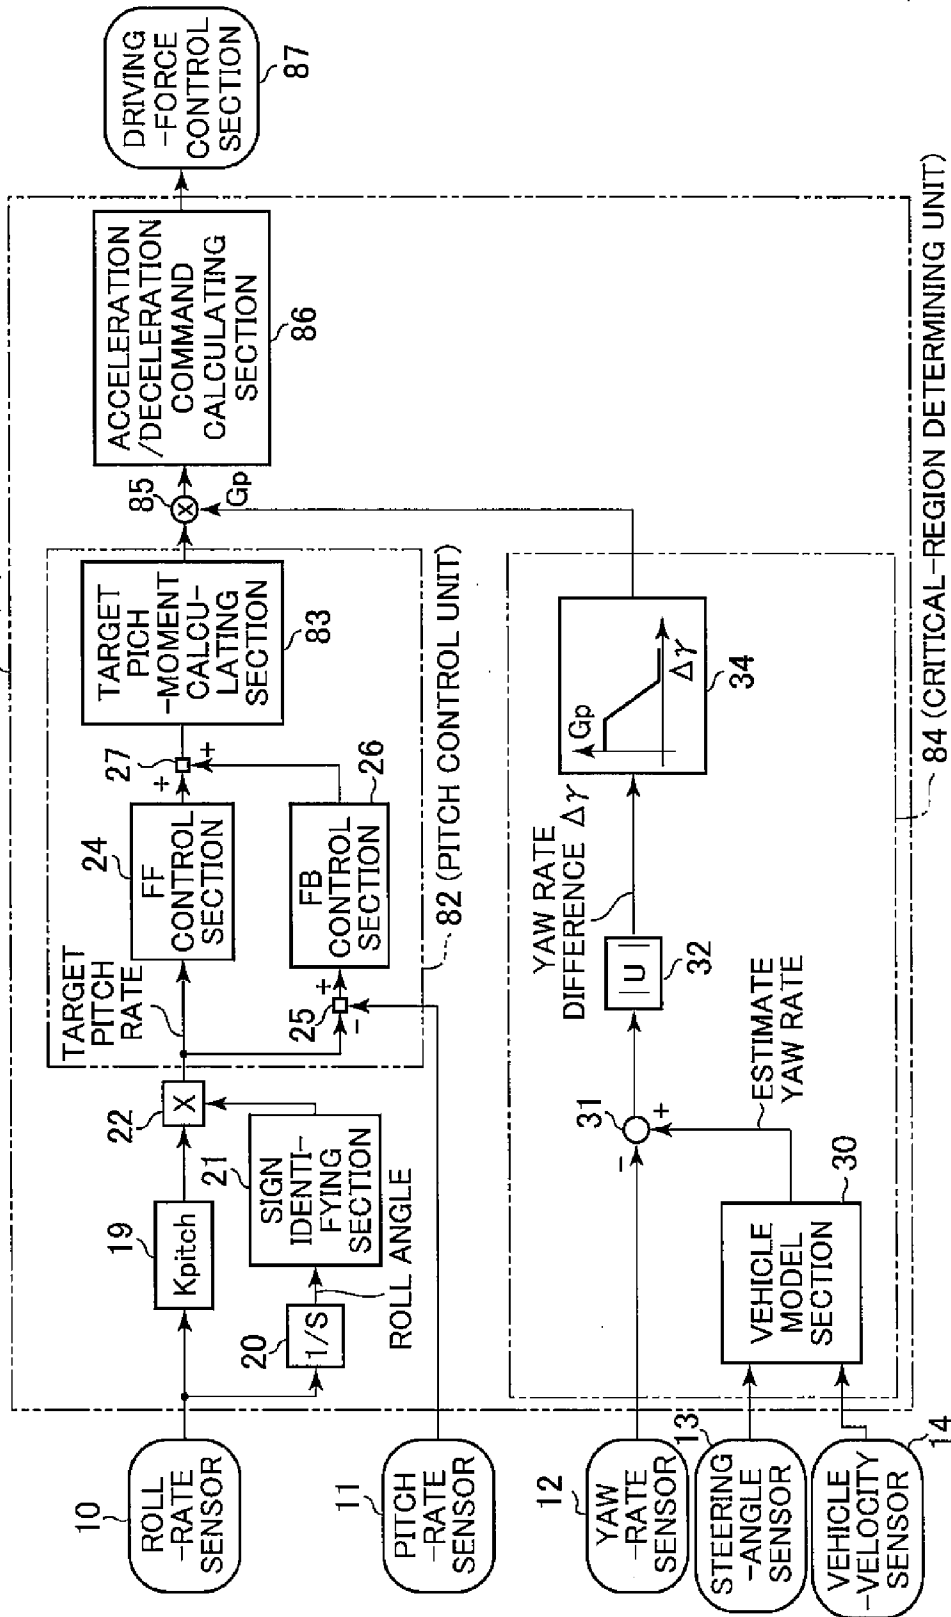 10
ROLL
-RATE
SENSOR
11
PITCH
-RATE
SENSOR
12
YAW
-RATE
SENSOR
13
STEERING
-ANGLE
SENSOR
14
VEHICLE
-VELOCITY
SENSOR
19
Kpitch
20
1/S
ROLL ANGLE
21
SIGN
IDENTI-
FYING
SECTION
22
X
TARGET
PITCH
RATE
24
FF
CONTROL
SECTION
25
+
-
FB
CONTROL
SECTION
26
27
+
+
TARGET
PICH
-MOMENT
CALCU-
LATING
SECTION
83
82 (PITCH CONTROL UNIT)
85
X
Gp
ACCELERATION
/DECELERATION
COMMAND
CALCULATING
SECTION
86
DRIVING
-FORCE
CONTROL
SECTION
87
VEHICLE
MODEL
SECTION
30
ESTIMATE
YAW RATE
31
-
+
|U|
32
YAW RATE
DIFFERENCE Δγ
Gp
Δγ
34
84 (CRITICAL-REGION DETERMINING UNIT)